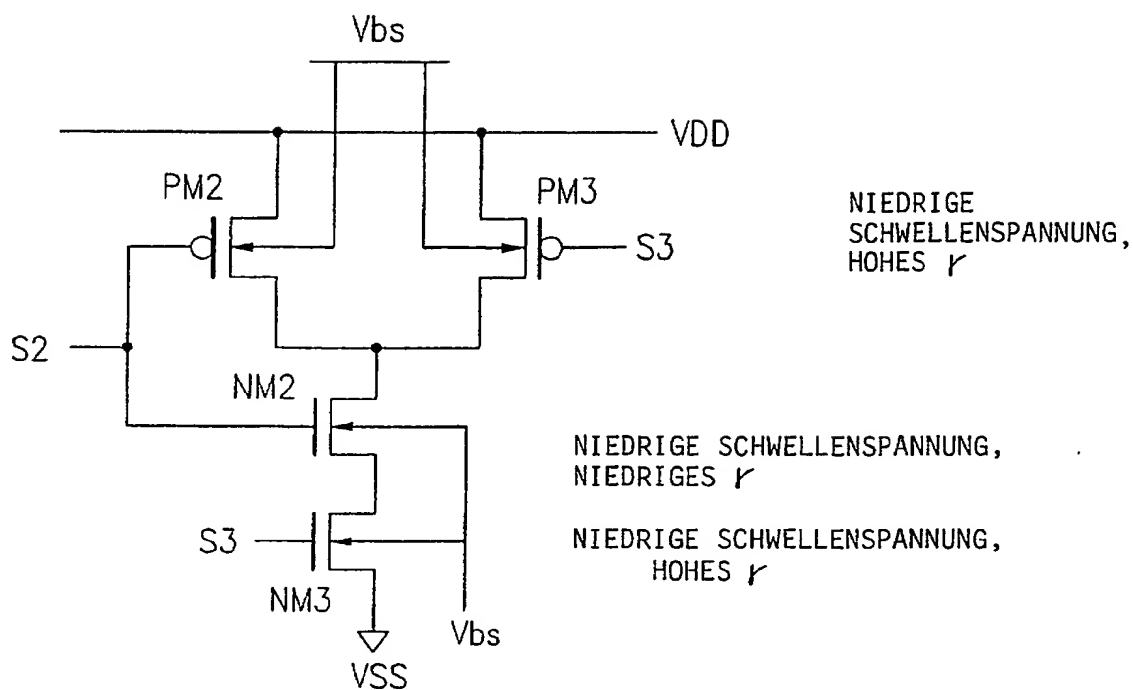 Vbs
VDD
PM2
PM3
NIEDRIGE
SCHWELLENSPANNUNG,
HOHES γ
S3
S2
NM2
NIEDRIGE SCHWELLENSPANNUNG,
NIEDRIGES γ
S3
NIEDRIGE SCHWELLENSPANNUNG,
HOHES γ
NM3
Vbs
VSS